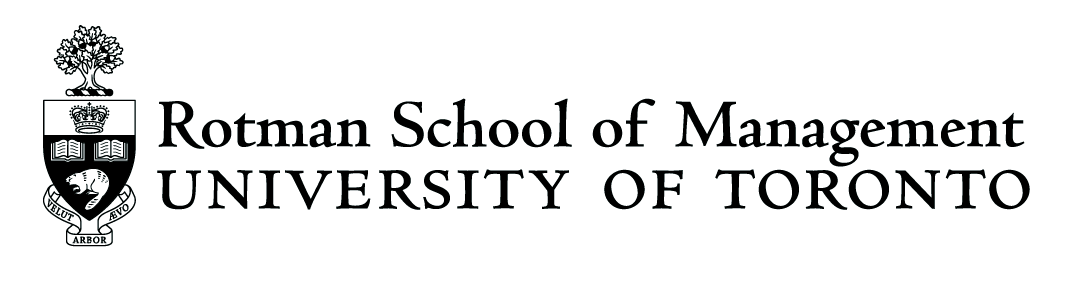 Rotman School of Management
UNIVERSITY OF TORONTO
VELUT ÆVO
ARBOR